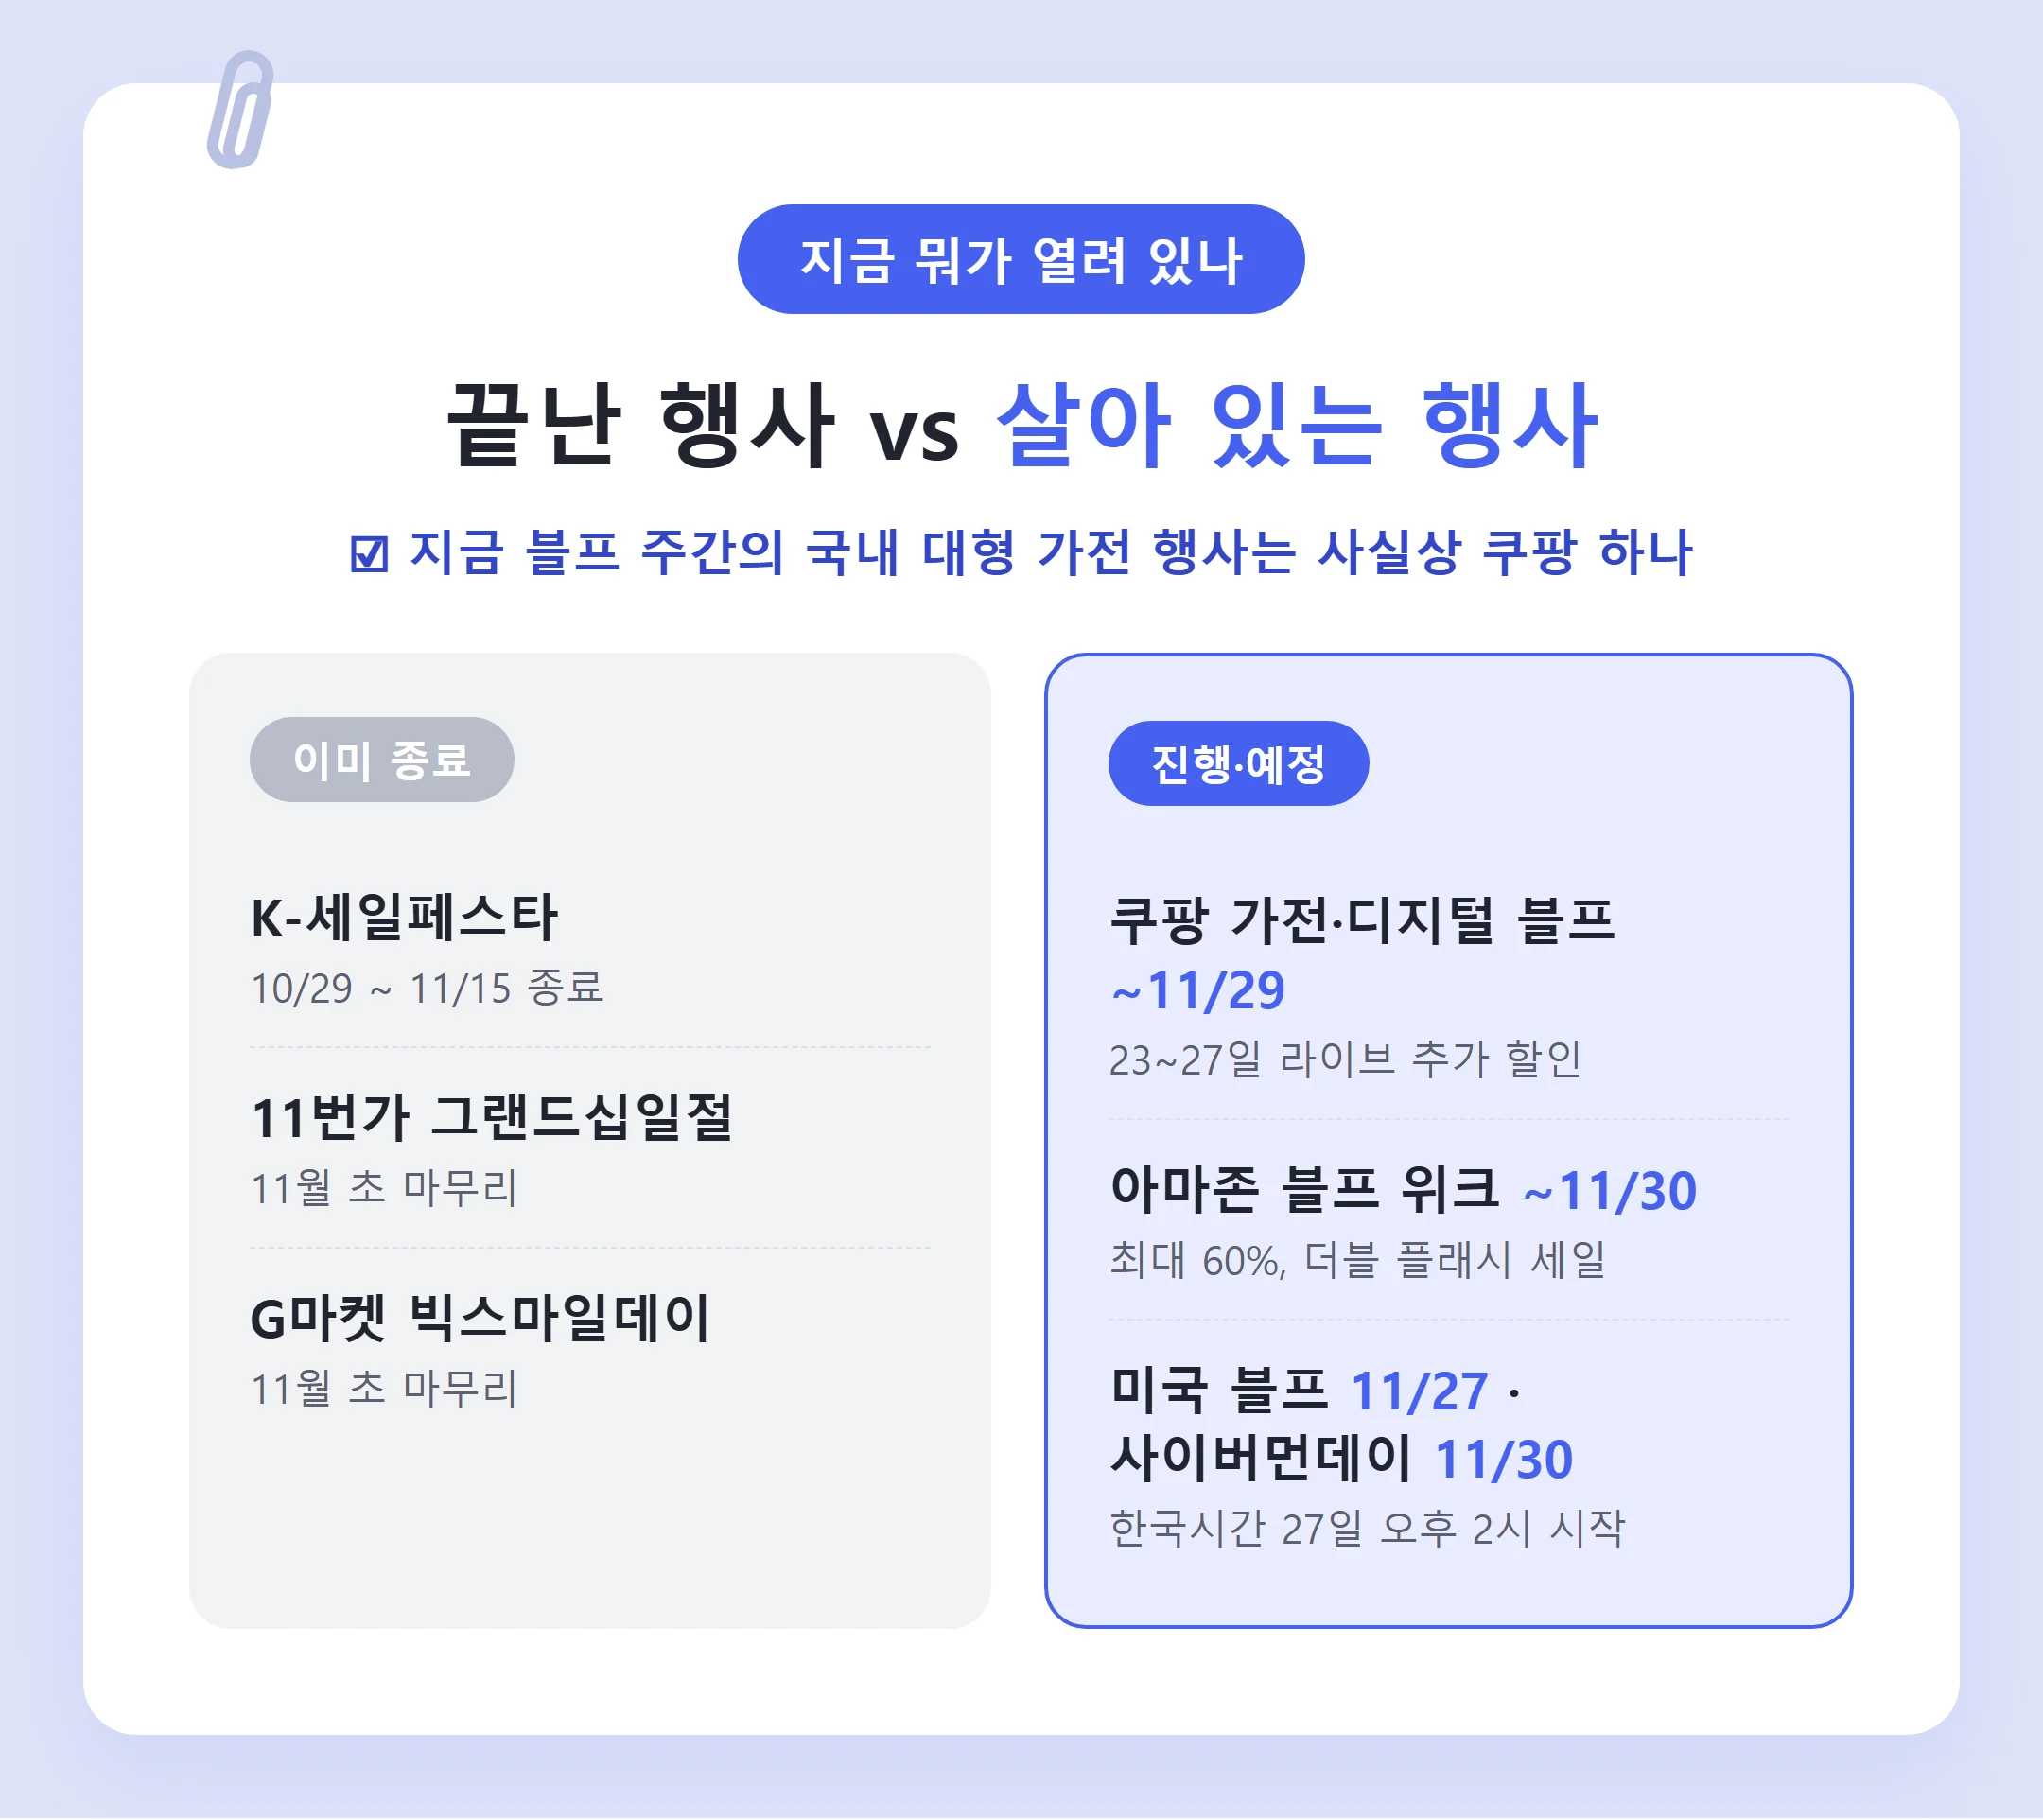 지금 뭐가 열려 있나
끝난 행사 vs 살아 있는 행사
☑ 지금 블프 주간의 국내 대형 가전 행사는 사실상 쿠팡 하나
이미 종료
K-세일페스타
10/29 ~ 11/15 종료
11번가 그랜드십일절
11월 초 마무리
G마켓 빅스마일데이
11월 초 마무리
진행·예정
쿠팡 가전·디지털 블프
~11/29
23~27일 라이브 추가 할인
아마존 블프 위크 ~11/30
최대 60%, 더블 플래시 세일
미국 블프 11/27 ·
사이버먼데이 11/30
한국시간 27일 오후 2시 시작